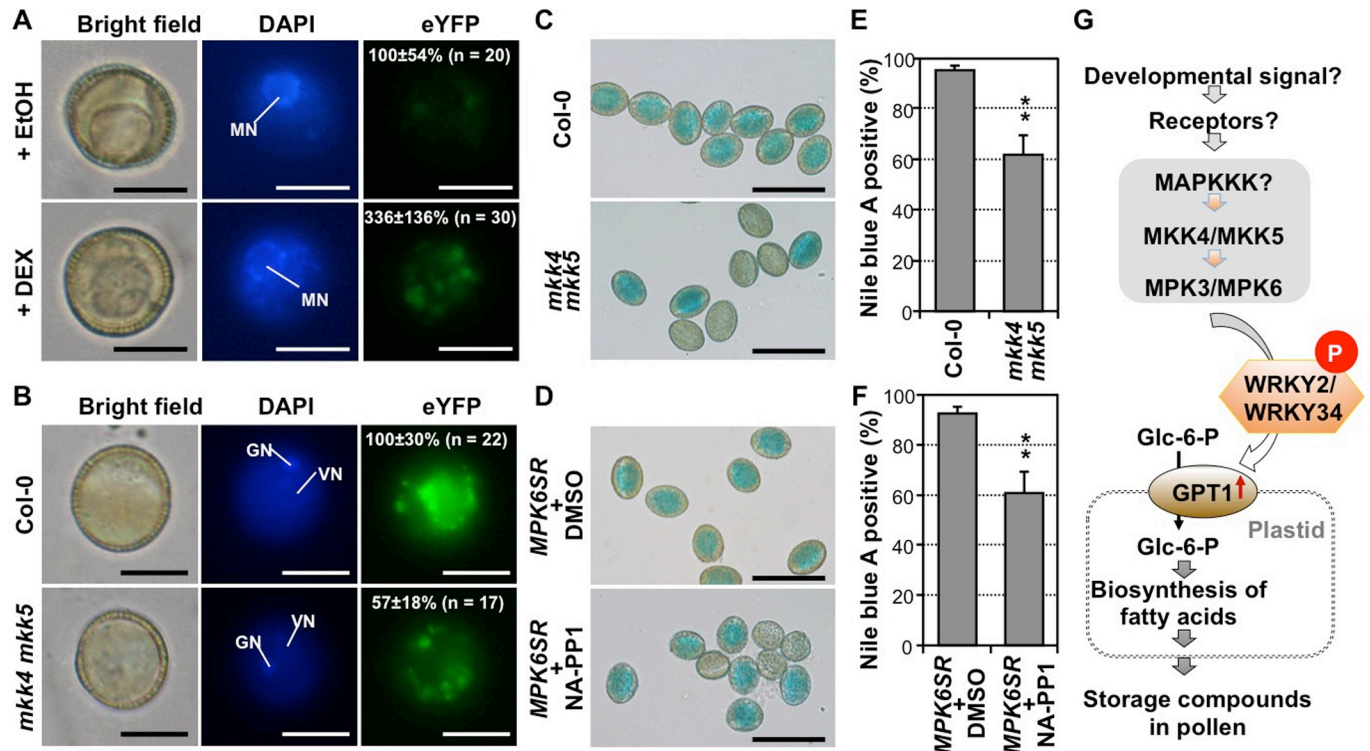 A
Bright field
DAPI
eYFP
+ EtOH
MN
100±54% (n = 20)
+ DEX
MN
336±136% (n = 30)
B
Bright field
DAPI
eYFP
Col-0
GN
VN
100±30% (n = 22)
mkk4 mkk5
GN
VN
57±18% (n = 17)
C
Col-0
mkk4
mkk5
D
MPK6SR
+
DMSO
MPK6SR
+
NA-PP1
E
Nile blue A positive (%)
100
80
60
40
20
0
**
Col-0
mkk4
mkk5
F
Nile blue A positive (%)
100
80
60
40
20
0
**
MPK6SR
+
DMSO
MPK6SR
+
NA-PP1
G
Developmental signal?
Receptors?
MAPKKK?
MKK4/MKK5
MPK3/MPK6
P
WRKY2/
WRKY34
Glc-6-P
GPT1
Plastid
Glc-6-P
Biosynthesis of
fatty acids
Storage compounds
in pollen